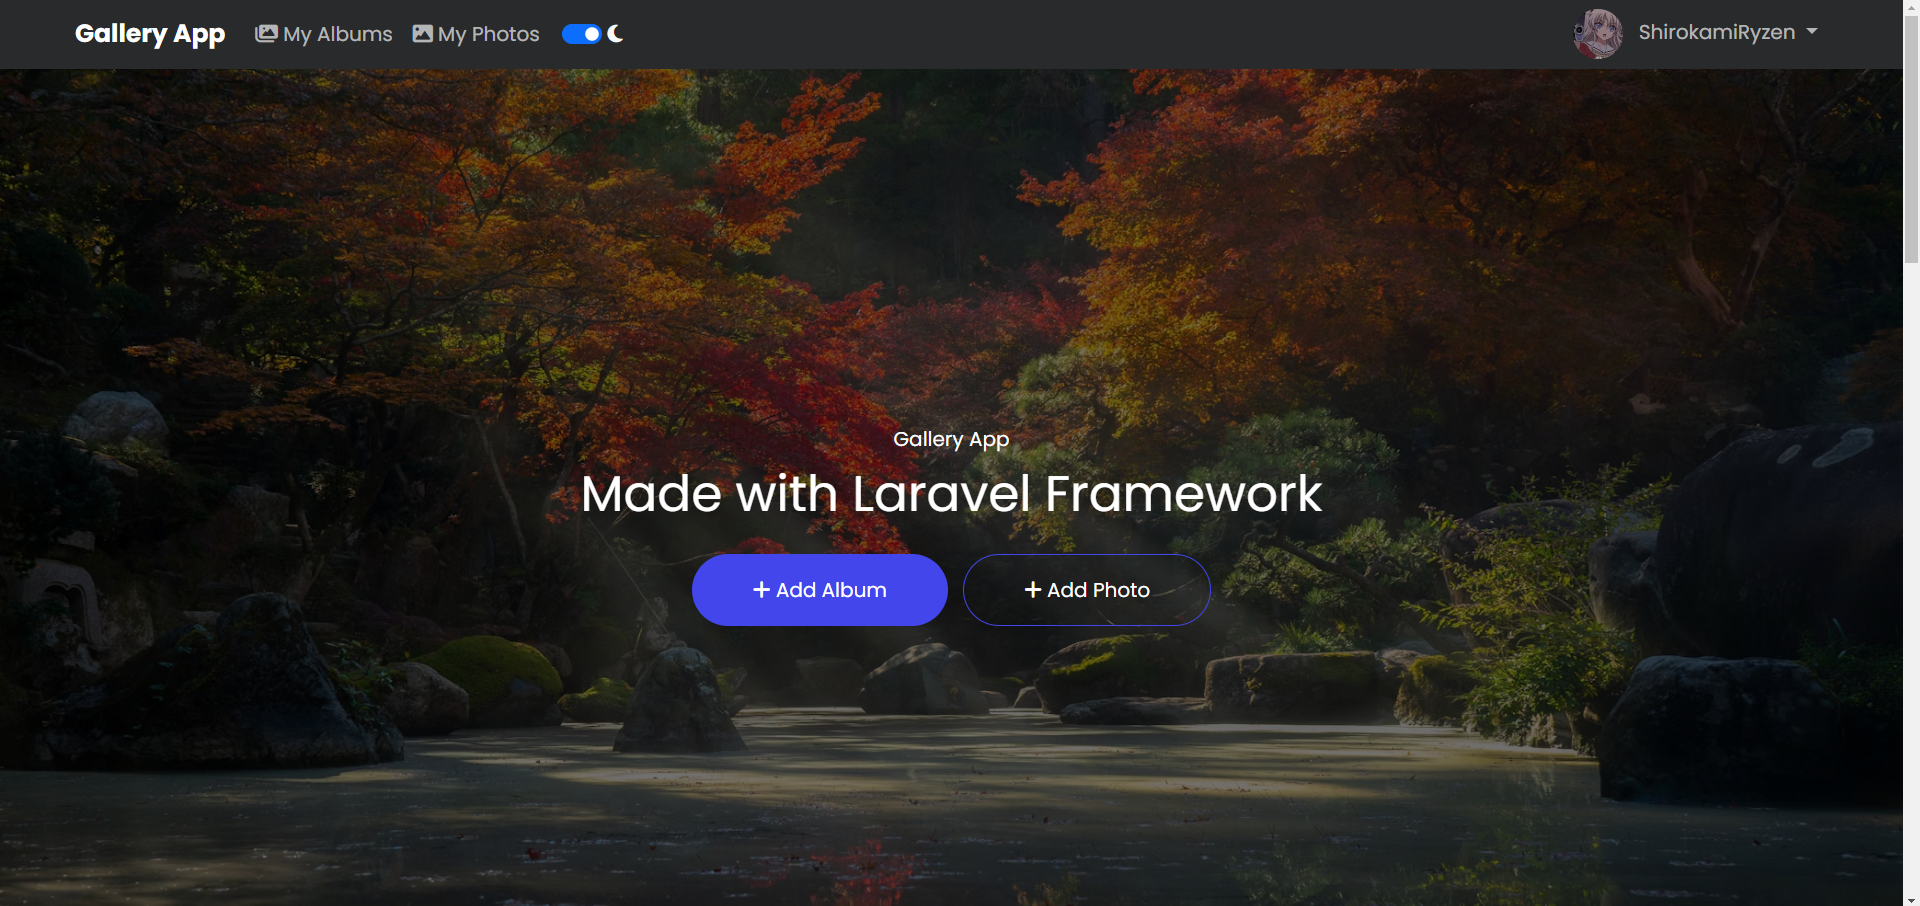 Gallery App My Albums My Photos ShirokamiRyzen
Gallery App
Made with Laravel Framework
+ Add Album + Add Photo